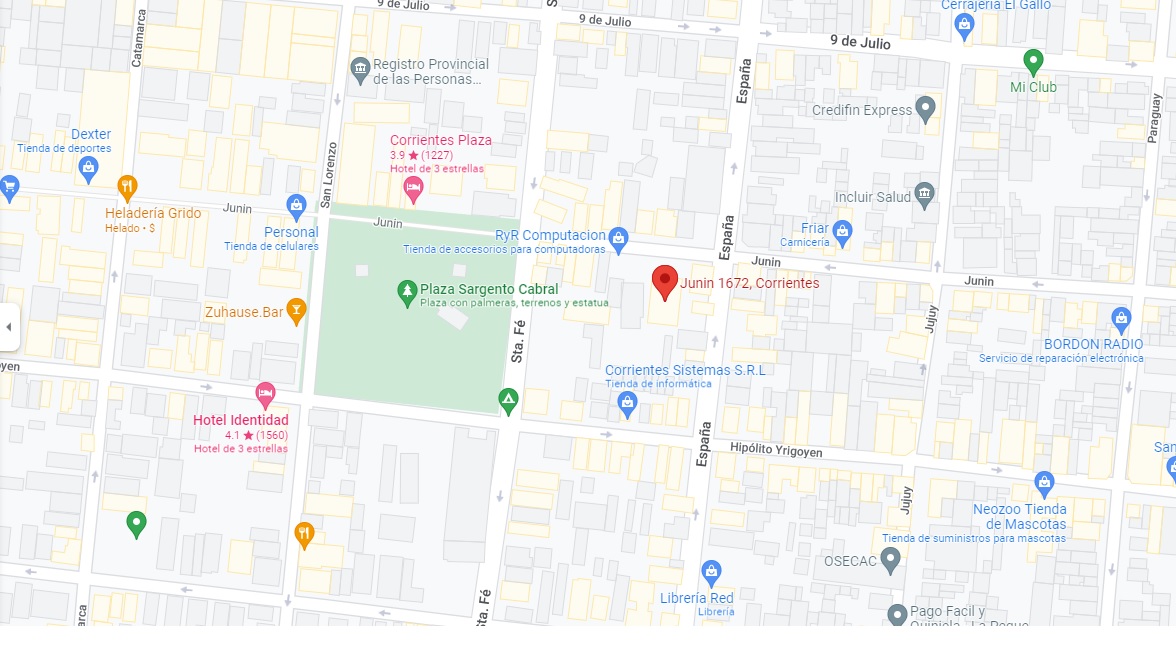 9 de Julio
S
Cerrajería El Gallo
9 de Julio
Catamarca
9 de Julio
Registro Provincial
de las Personas...
España
Mi Club
Paraguay
Credifin Express
Dexter
Tienda de deportes
Corrientes Plaza
3.9 ★ (1227)
Hotel de 3 estrellas
San Lorenzo
Incluir Salud
Heladería Grido
Helado • $
Junin
Junin
Personal
Tienda de celulares
RyR Computacion
Tienda de accesorios para computadoras
España
Friar
Carnicería
Junin
Junin
Junin 1672, Corrientes
Plaza Sargento Cabral
Plaza con palmeras, terrenos y estatua
Zuhause.Bar
Sta. Fé
Jujuy
BORDON RADIO
Servicio de reparación electrónica
oyen
Corrientes Sistemas S.R.L
Tienda de informática
Hotel Identidad
4.1 ★ (1560)
Hotel de 3 estrellas
España
Hipólito Yrigoyen
San
Jujuy
Neozoo Tienda
de Mascotas
Tienda de suministros para mascotas
OSECAC
Librería Red
Librería
Sta. Fé
marca
Pago Facil y
Quiniela - La Peque